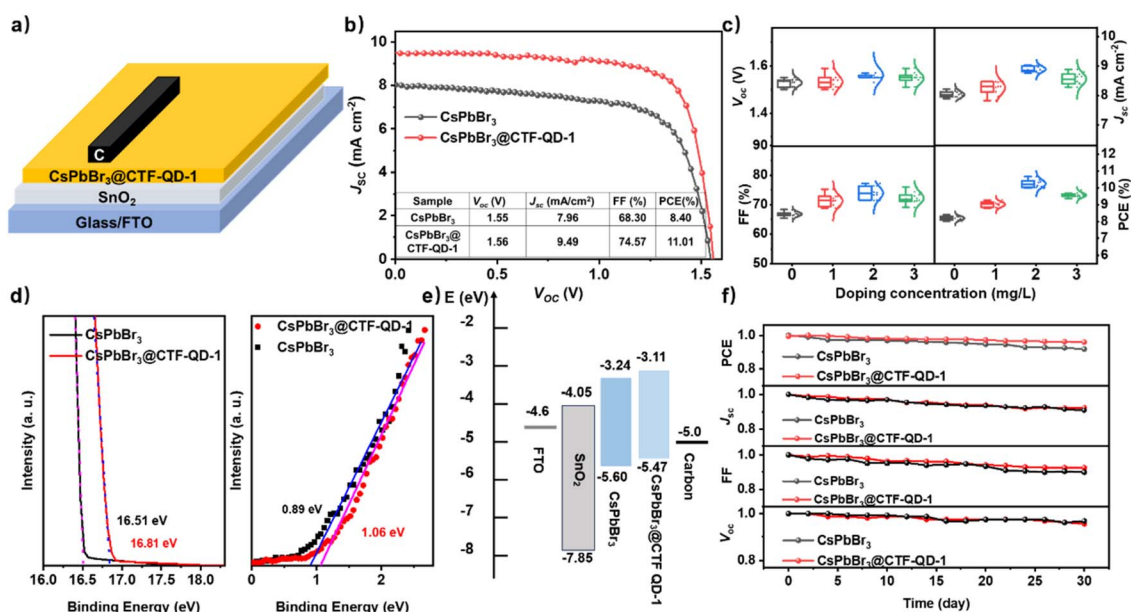 a)
C
CsPbBr₃@CTF-QD-1
SnO₂
Glass/FTO
b)
10
8
6
4
2
0
J_SC (mA cm⁻²)
CsPbBr₃
CsPbBr₃@CTF-QD-1
Sample V_oc (V) J_sc (mA/cm²) FF (%) PCE(%)
CsPbBr₃ 1.55 7.96 68.30 8.40
CsPbBr₃@
CTF-QD-1 1.56 9.49 74.57 11.01
0.0 0.5 1.0 1.5
V_OC (V)
c)
V_oc (V)
1.6
1.4
90
80
70
60
50
FF (%)
10
9
8
7
J_sc (mA cm⁻²)
12
11
10
9
8
6
PCE (%)
0 1 2 3 0 1 2 3
Doping concentration (mg/L)
d)
CsPbBr₃
CsPbBr₃@CTF-QD-1
Intensity (a. u.)
16.51 eV
16.81 eV
16.0 16.5 17.0 17.5 18.0
Binding Energy (eV)
CsPbBr₃@CTF-QD-1
CsPbBr₃
Intensity (a. u.)
0.89 eV
1.06 eV
0 1 2
Binding Energy (eV)
e)
E (eV)
-2
-3
-4
-5
-6
-7
-8
-4.6
FTO
-4.05
SnO₂
-7.85
-3.24
-5.60
CsPbBr₃
-3.11
-5.47
CsPbBr₃@CTF QD-1
-5.0
Carbon
f)
PCE
1.0
0.8
CsPbBr₃
CsPbBr₃@CTF-QD-1
J_sc
1.0
0.8
CsPbBr₃
CsPbBr₃@CTF-QD-1
FF
1.0
0.8
CsPbBr₃
CsPbBr₃@CTF-QD-1
V_oc
1.0
0.8
CsPbBr₃
CsPbBr₃@CTF-QD-1
0 5 10 15 20 25 30
Time (day)